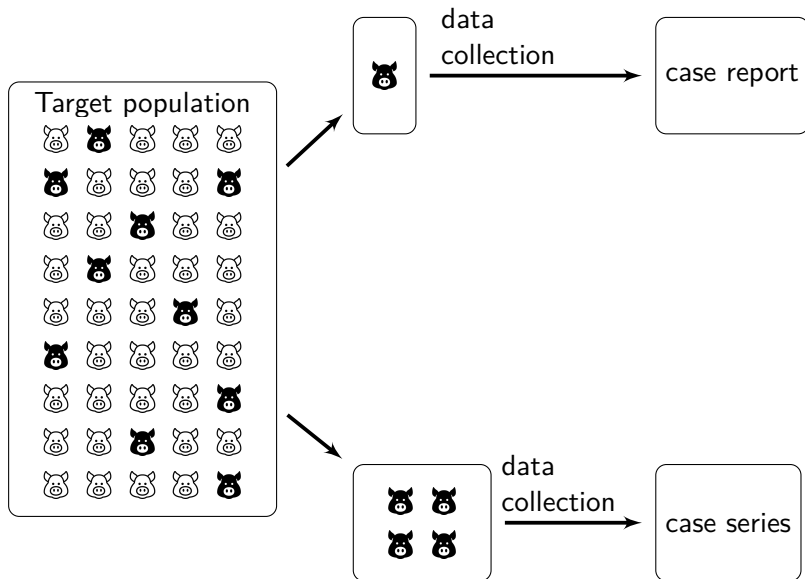 Target population
data
collection
case report
data
collection
case series